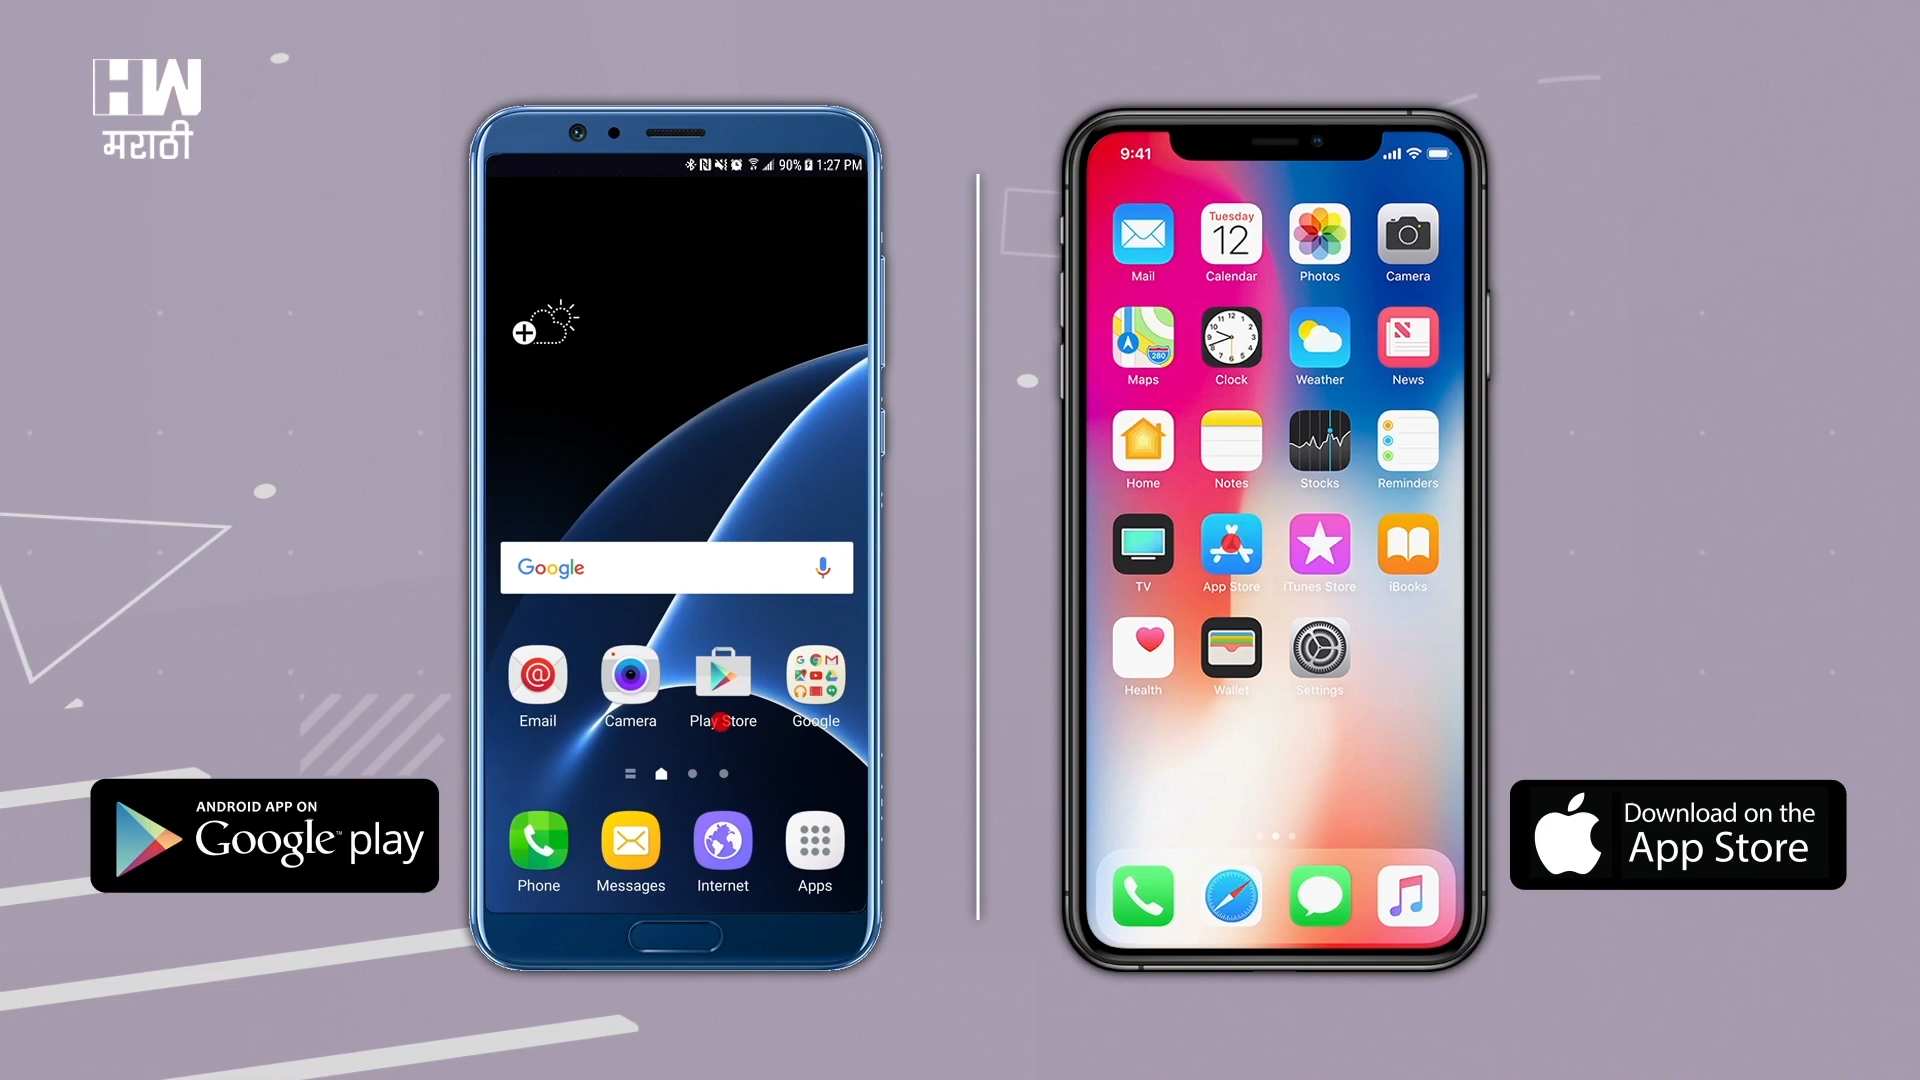 HW
मराठी
90% 1:27 PM
Google
Email Camera Play Store Google
Phone Messages Internet Apps
ANDROID APP ON
Google play
9:41
Tuesday
12
Mail Calendar Photos Camera
280
Maps Clock Weather News
Home Notes Stocks Reminders
TV App Store iTunes Store iBooks
Health Wallet Settings
Download on the
App Store